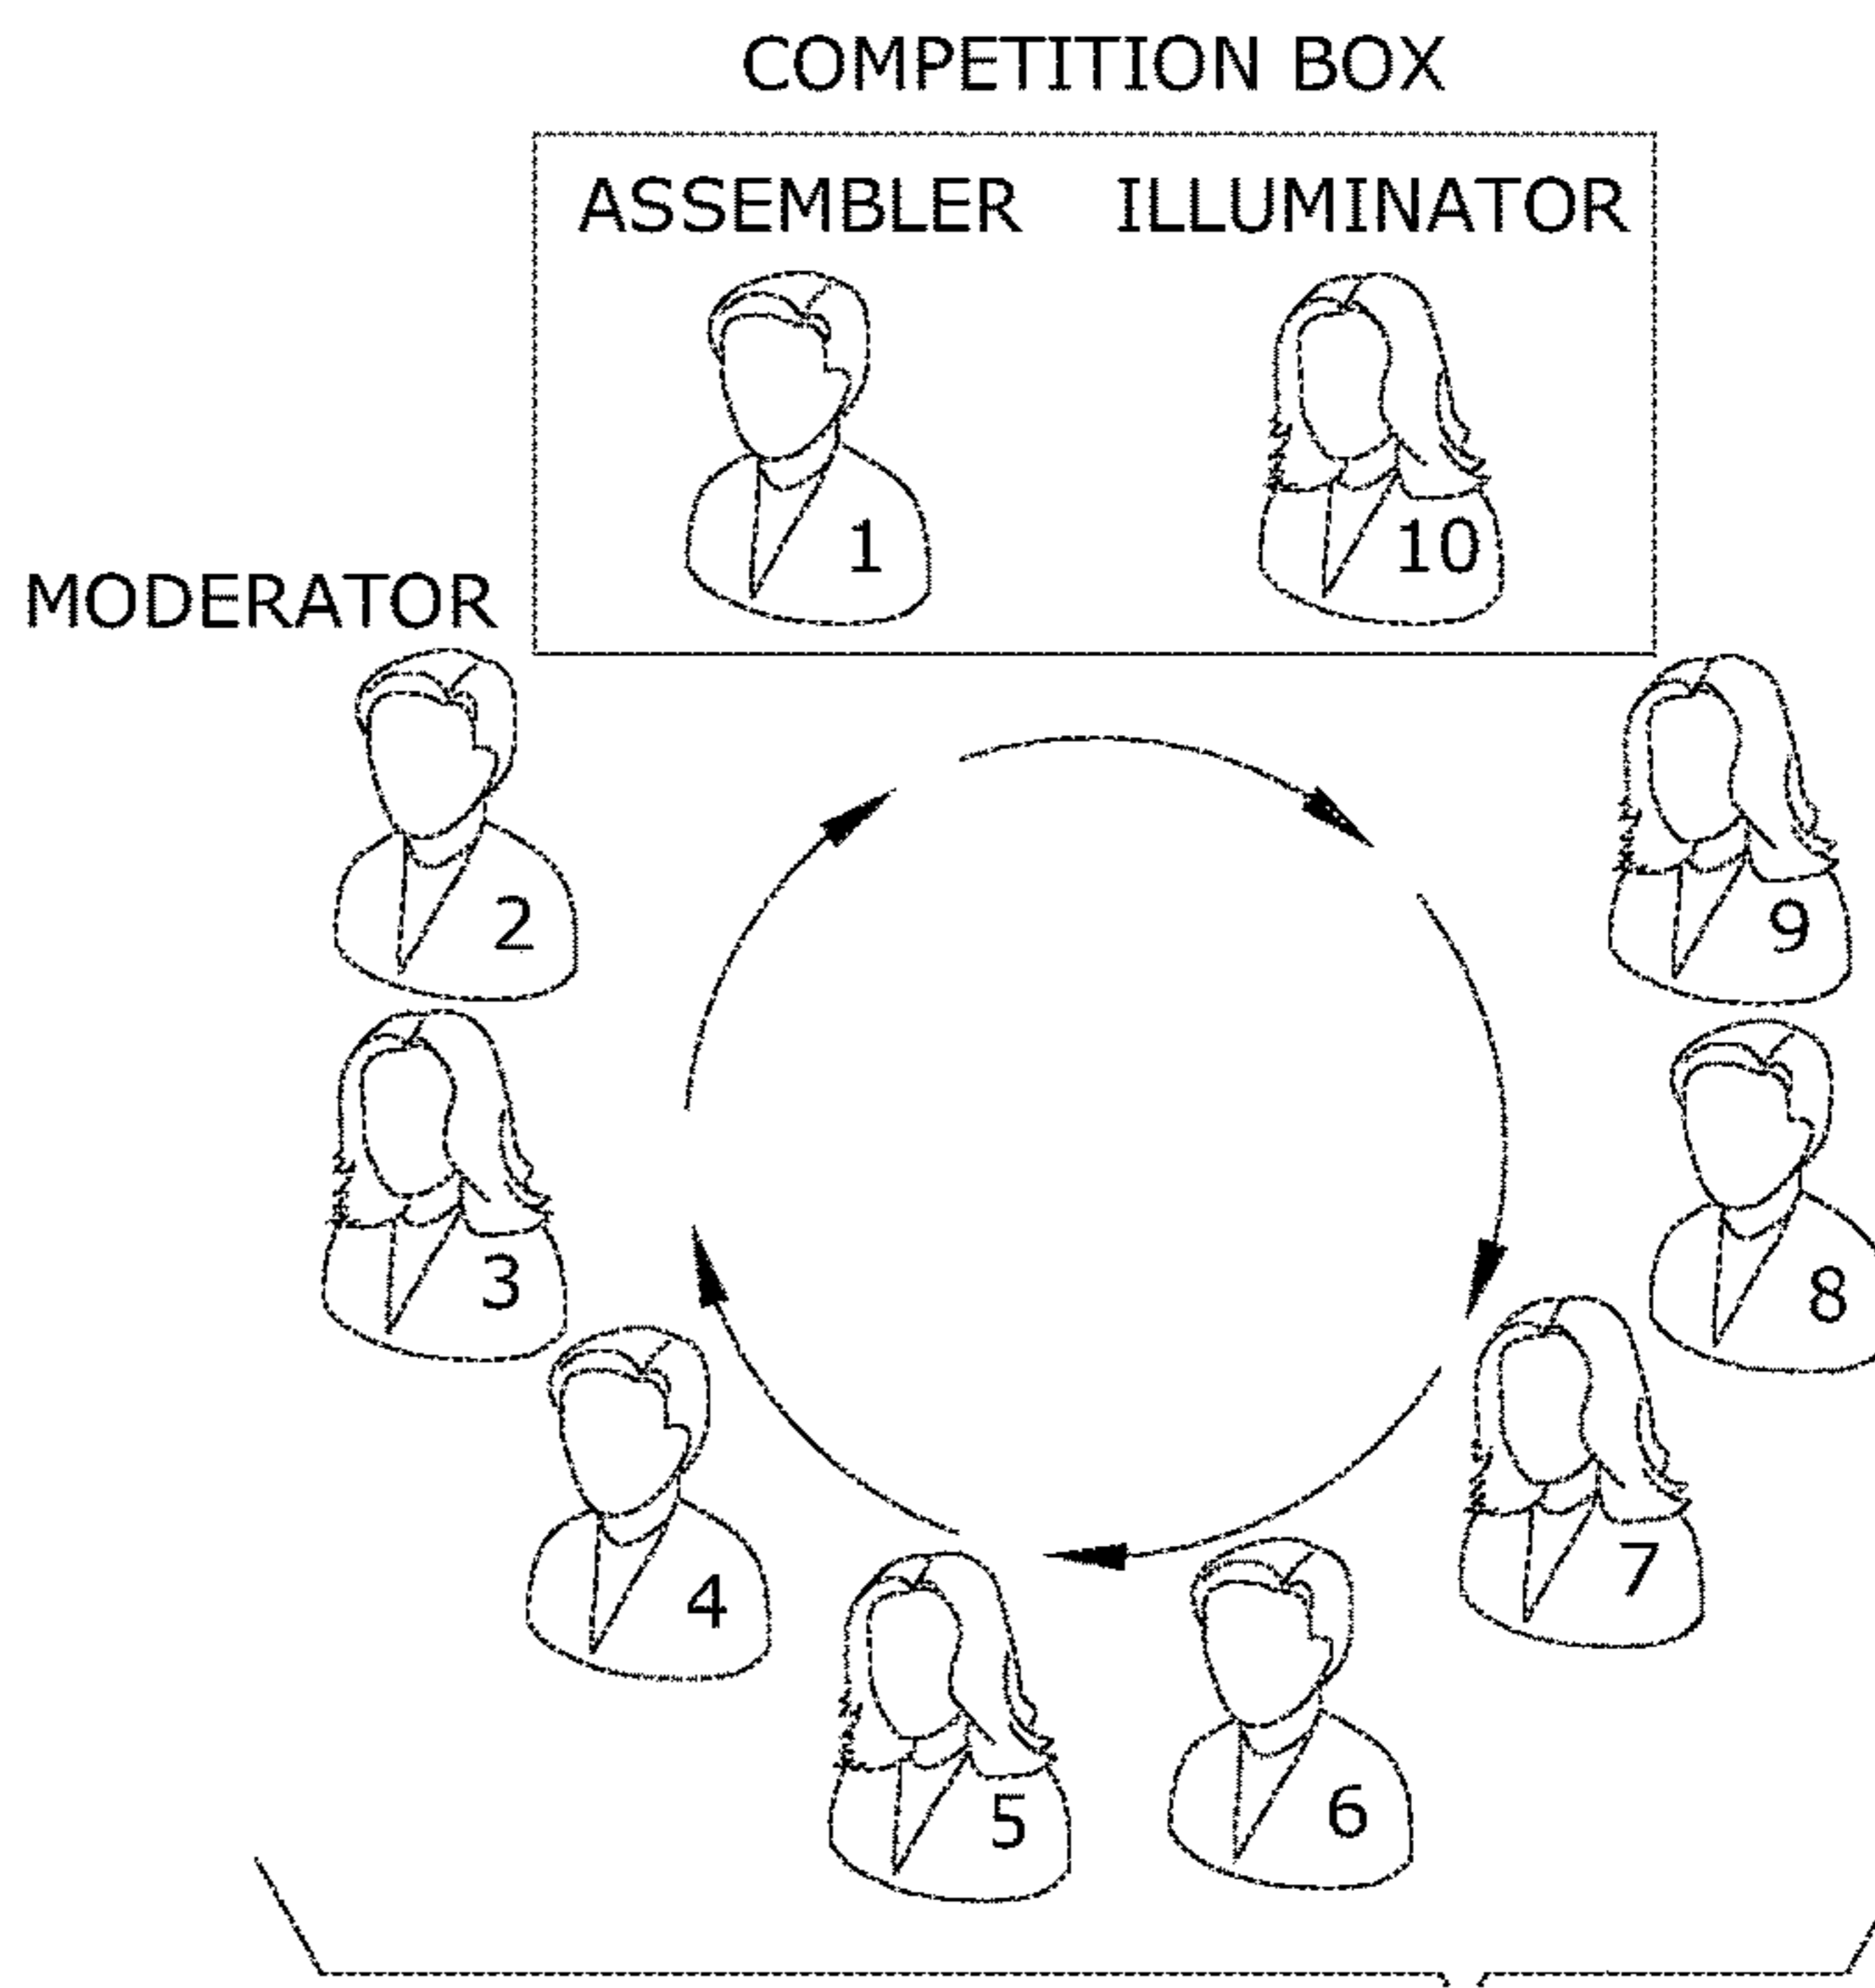 COMPETITION BOX
ASSEMBLER ILLUMINATOR
1 10
MODERATOR
2 9
3 8
4 7
5 6